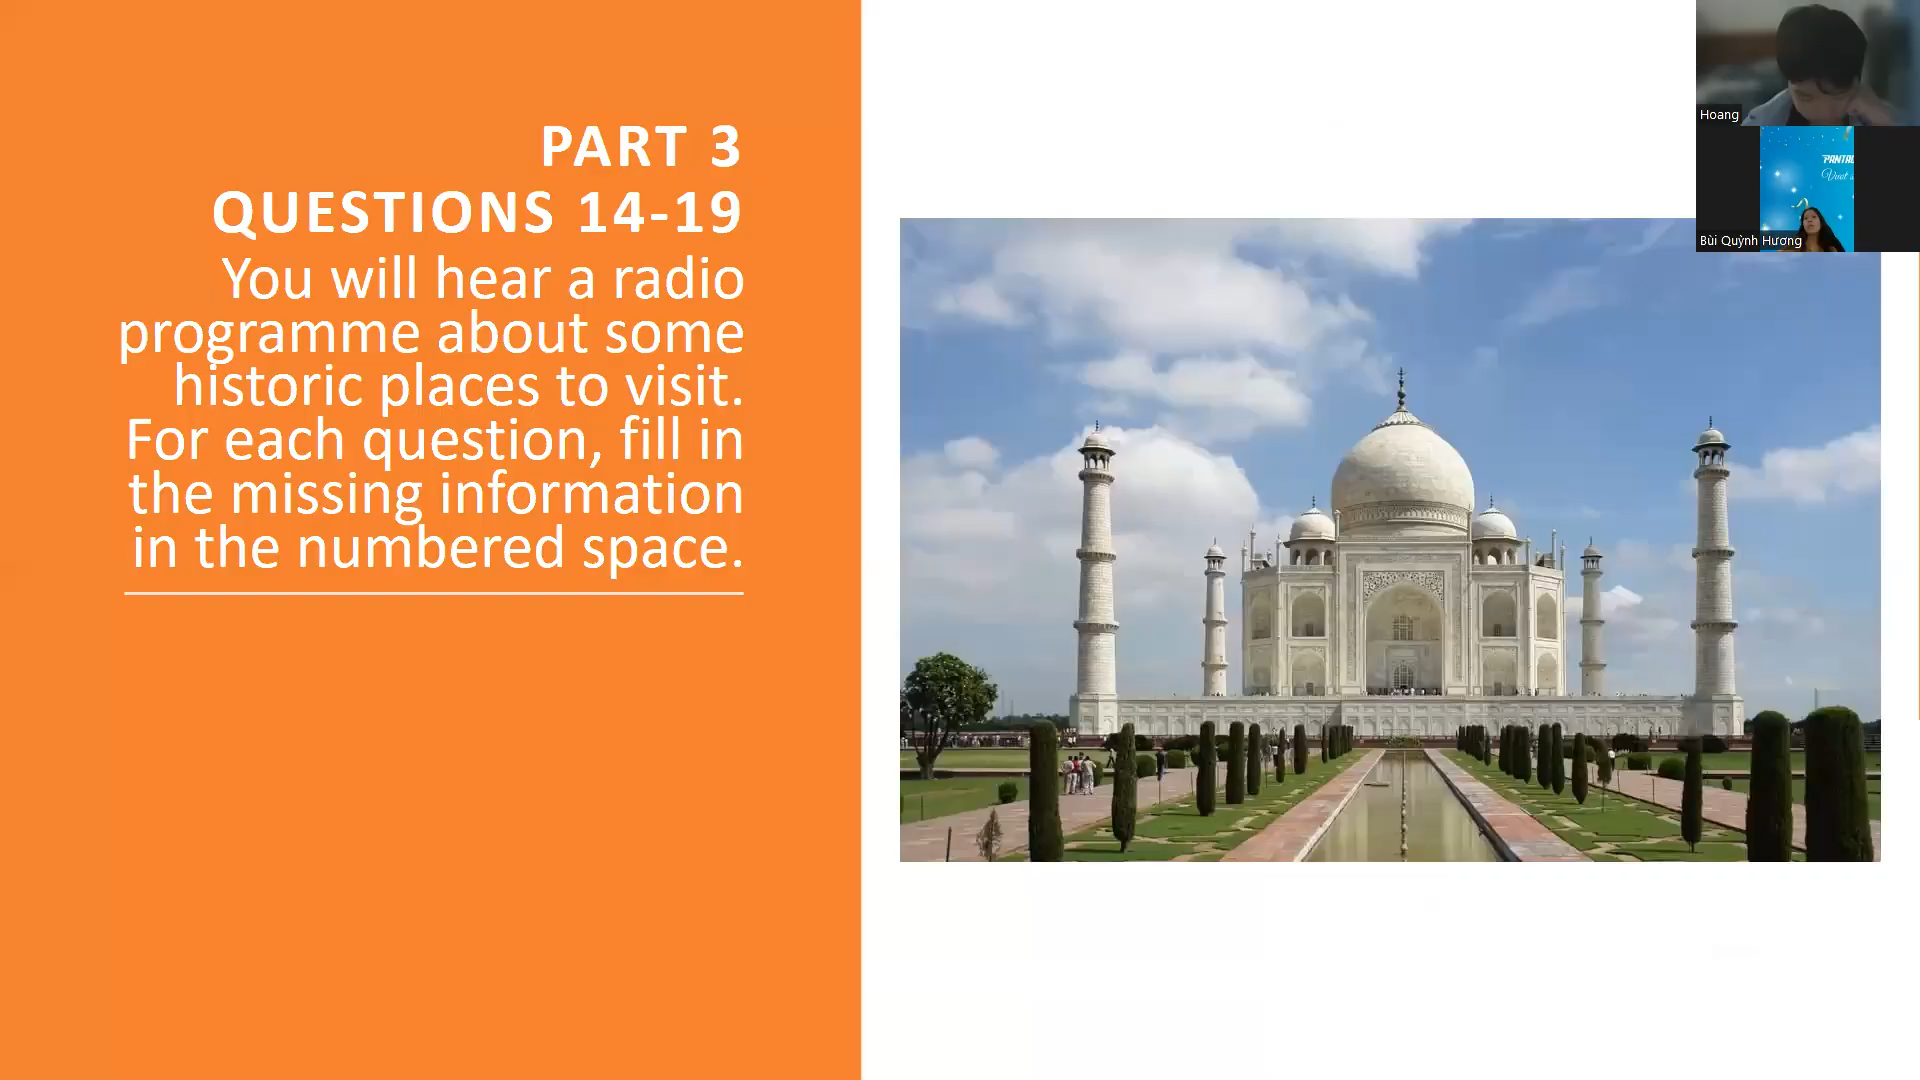 PART 3
QUESTIONS 14-19
You will hear a radio
programme about some
historic places to visit.
For each question, fill in
the missing information
in the numbered space.
Hoang
Bùi Quỳnh Hương